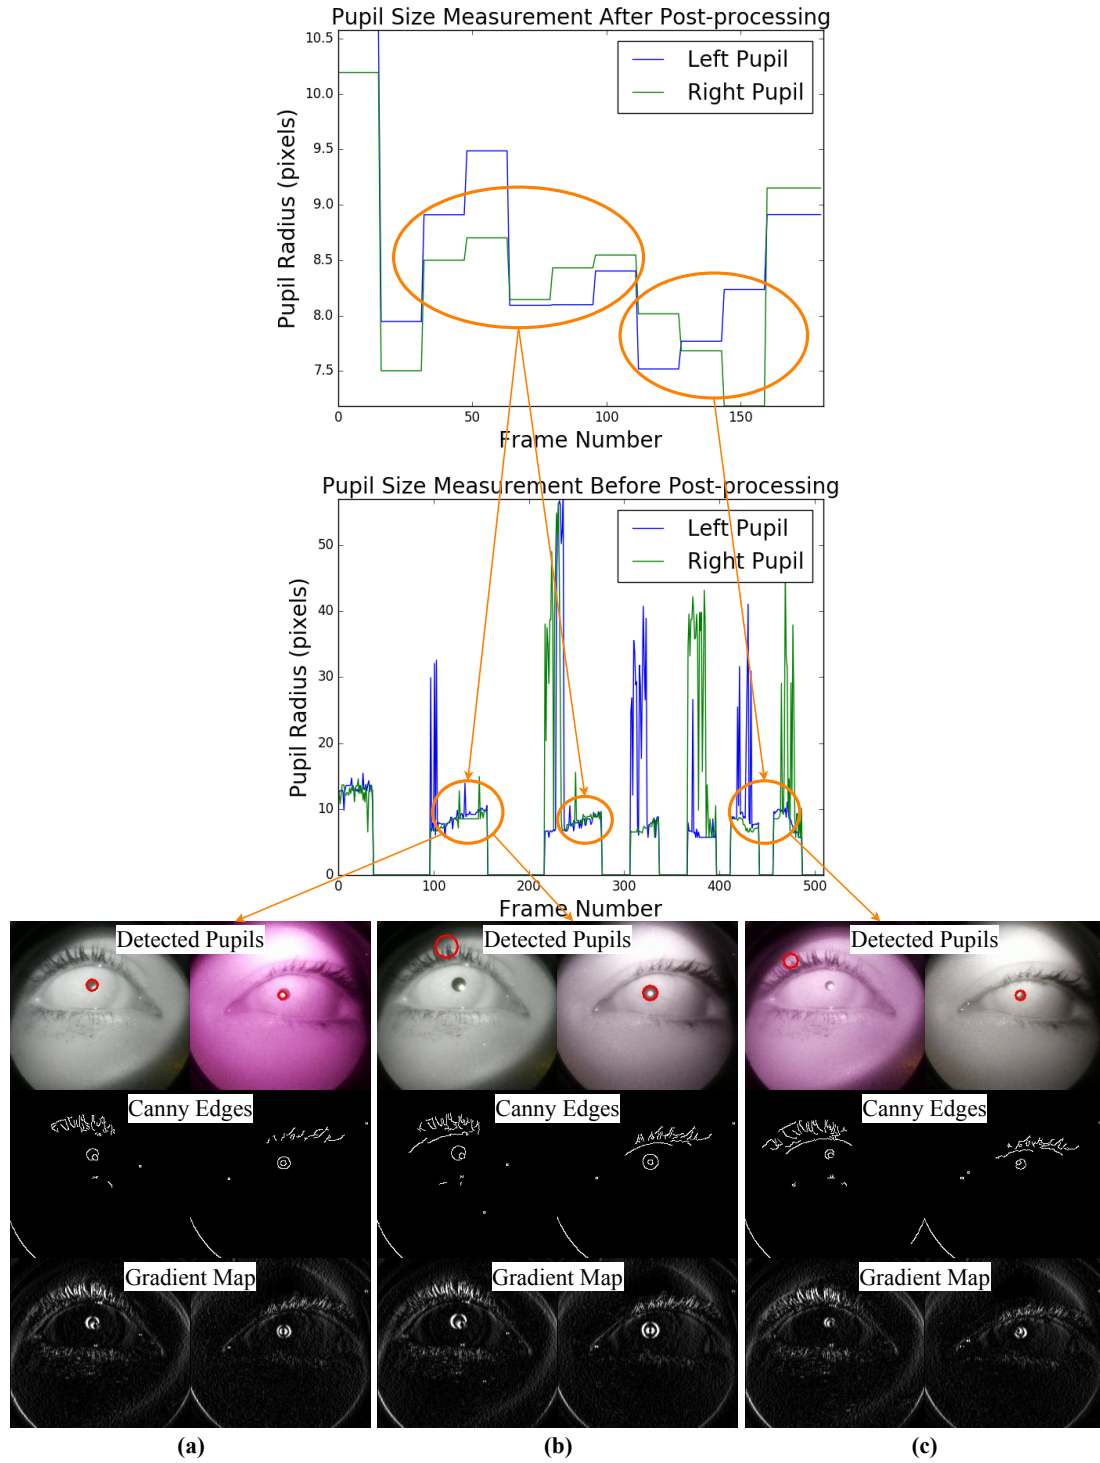 Pupil Size Measurement After Post-processing
10.5
10.0
9.5
9.0
8.5
8.0
7.5
Pupil Radius (pixels)
Left Pupil
Right Pupil
0 50 100 150
Frame Number
Pupil Size Measurement Before Post-processing
50
40
30
20
10
0
Pupil Radius (pixels)
Left Pupil
Right Pupil
0 100 200 300 400 500
Frame Number
Detected Pupils Detected Pupils Detected Pupils
Canny Edges Canny Edges Canny Edges
Gradient Map Gradient Map Gradient Map
(a) (b) (c)